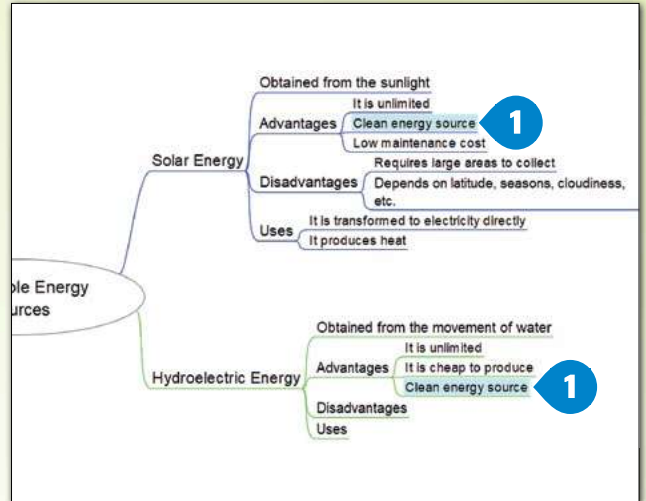 Obtained from the sunlight
It is unlimited
Advantages
Clean energy source
1
Low maintenance cost
Solar Energy
Requires large areas to collect
Disadvantages
Depends on latitude, seasons, cloudiness,
etc.
Uses
It is transformed to electricity directly
It produces heat
ble Energy
urces
Obtained from the movement of water
It is unlimited
Advantages
It is cheap to produce
Clean energy source
1
Hydroelectric Energy
Disadvantages
Uses